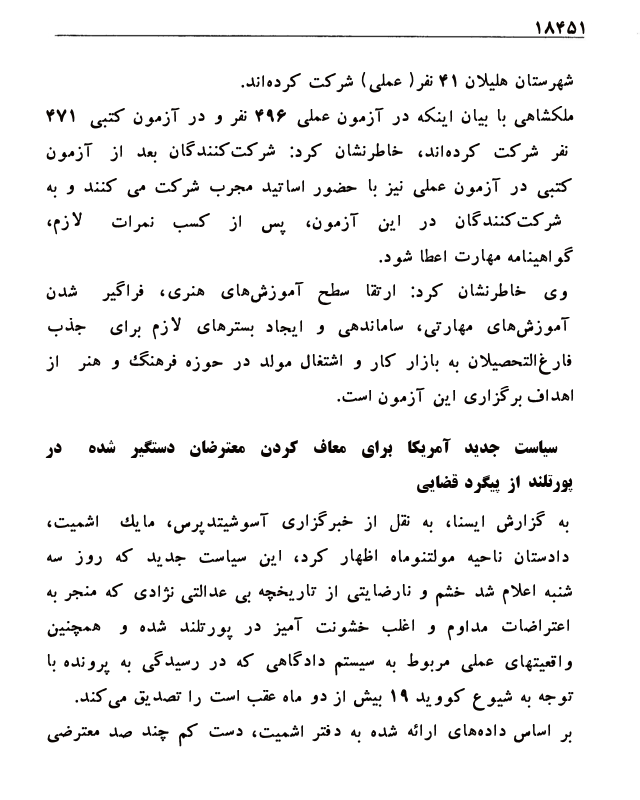 ۱۸۴۵۱
شهرستان هلیلان ۴۱ نفر( عملی) شرکت کرده‌اند.
ملکشاهی با بیان اینکه در آزمون عملی ۴۹۶ نفر و در آزمون کتبی ۴۷۱
نفر شرکت کرده‌اند، خاطرنشان کرد: شرکت‌کنندگان بعد از آزمون
کتبی در آزمون عملی نیز با حضور اساتید مجرب شرکت می کنند و به
شرکت‌کنندگان در این آزمون، پس از کسب نمرات لازم،
گواهینامه مهارت اعطا شود.
وی خاطرنشان کرد: ارتقا سطح آموزش‌های هنری، فراگیر شدن
آموزش‌های مهارتی، ساماندهی و ایجاد بسترهای لازم برای جذب
فارغ‌التحصیلان به بازار کار و اشتغال مولد در حوزه فرهنگ و هنر از
اهداف برگزاری این آزمون است.
سیاست جدید آمریکا برای معاف کردن معترضان دستگیر شده در
پورتلند از پیگرد قضایی
به گزارش ایسنا، به نقل از خبرگزاری آسوشیتدپرس، مایک اشمیت،
دادستان ناحیه مولتنوماه اظهار کرد، این سیاست جدید که روز سه
شنبه اعلام شد خشم و نارضایتی از تاریخچه بی عدالتی نژادی که منجر به
اعتراضات مداوم و اغلب خشونت آمیز در پورتلند شده و همچنین
واقعیتهای عملی مربوط به سیستم دادگاهی که در رسیدگی به پرونده با
توجه به شیوع کووید ۱۹ بیش از دو ماه عقب است را تصدیق می‌کند.
بر اساس داده‌های ارائه شده به دفتر اشمیت، دست کم چند صد معترضی